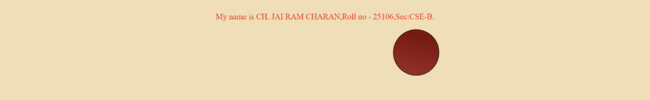 My name is CH. JAI RAM CHARAN,Roll no - 25106,Sec:CSE-B.